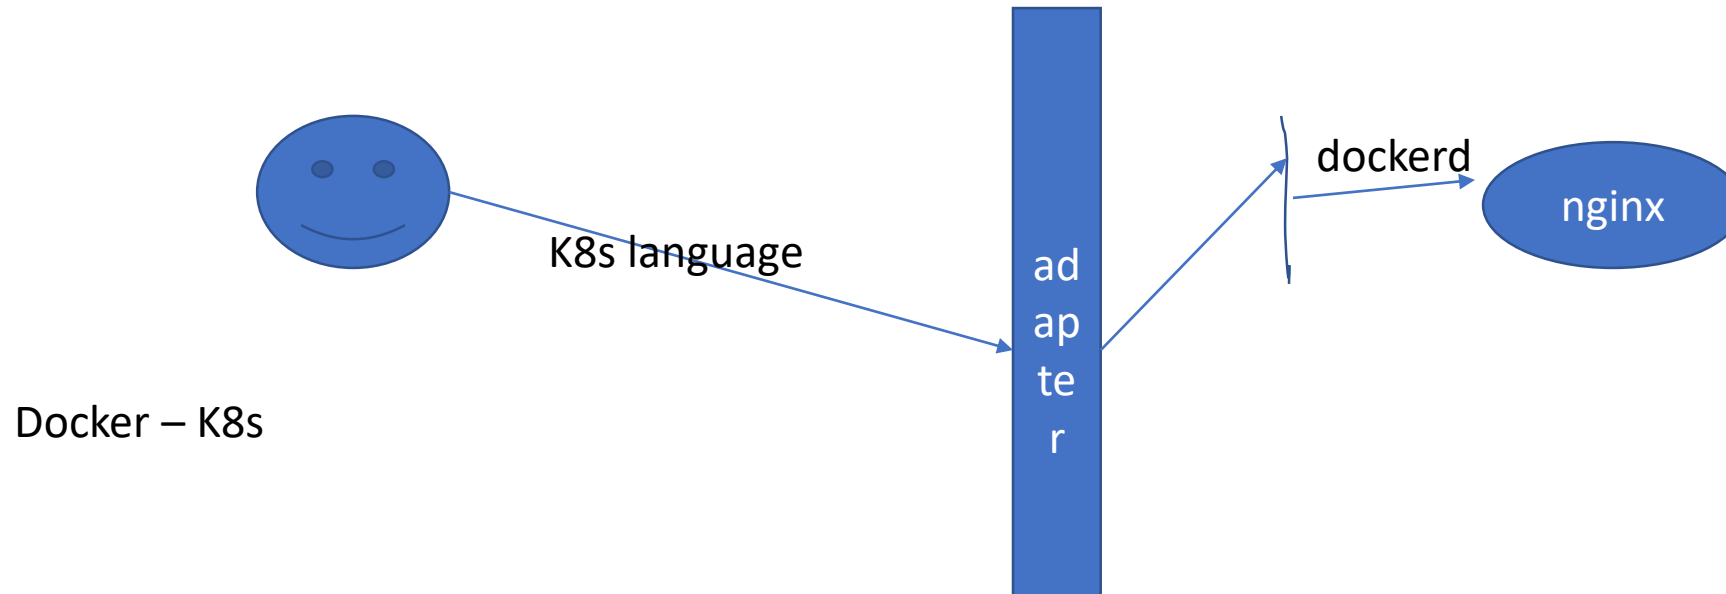 dockerd
nginx
K8s language
ad
ap
te
r
Docker – K8s